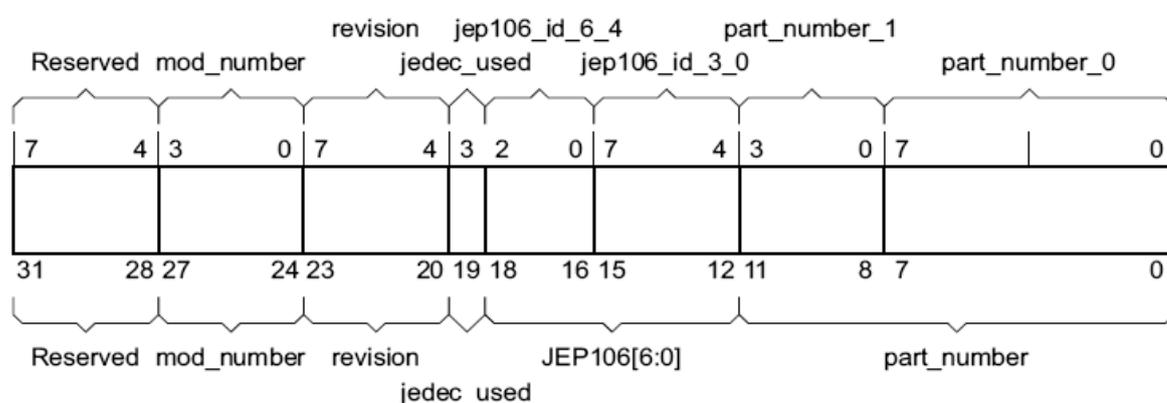 revision jep106_id_6_4 part_number_1
Reserved mod_number jedec_used jep106_id_3_0 part_number_0
7 4 3 0 7 4 3 2 0 7 4 3 0 7 0
31 28 27 24 23 20 19 18 16 15 12 11 8 7 0
Reserved mod_number revision JEP106[6:0] part_number
jedec_used